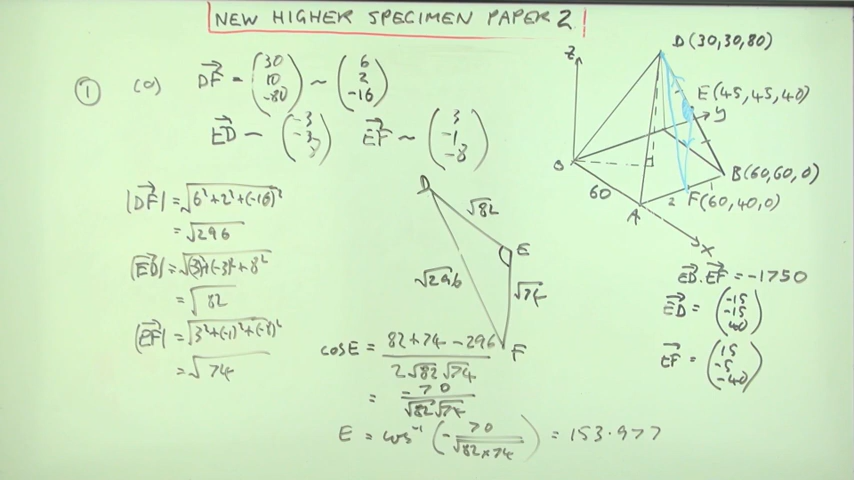 NEW HIGHER SPECIMEN PAPER 2
① (a) DF = (30 10 -80) ~ (6 2 -16)
ED ~ (-3 -3 8) EF ~ (3 -1 -8)
|DF| = √6²+2²+(-16)²
= √296
|ED| = √(-3)²+(-3)²+8²
= √82
|EF| = √3²+(-1)²+(-8)²
= √74
D
√82
E
√296
√74
F
cos E = 82+74-296 / 2√82√74
= -70 / √82√74
E = cos⁻¹ (- 70 / √82×74) = 153.977
Z
D(30,30,80)
E(45,45,40)
y
B(60,60,0)
O
60
A
2
1
F(60,40,0)
x
ED.EF = -1750
ED = (-15 -15 40)
EF = (15 -5 -40)